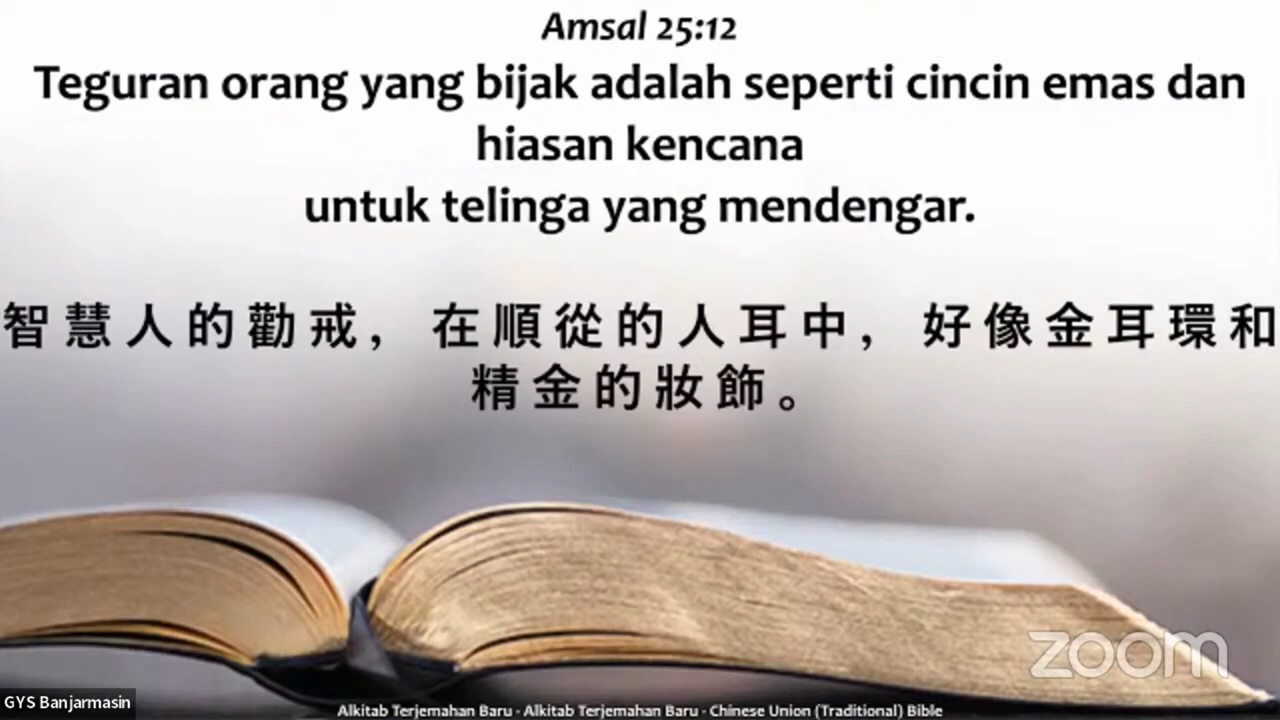 Amsal 25:12
Teguran orang yang bijak adalah seperti cincin emas dan
hiasan kencana
untuk telinga yang mendengar.
智慧人的勸戒，在順從的人耳中，好像金耳環和
精金的妝飾。
zoom
GYS Banjarmasin
Alkitab Terjemahan Baru - Alkitab Terjemahan Baru - Chinese Union (Traditional) Bible